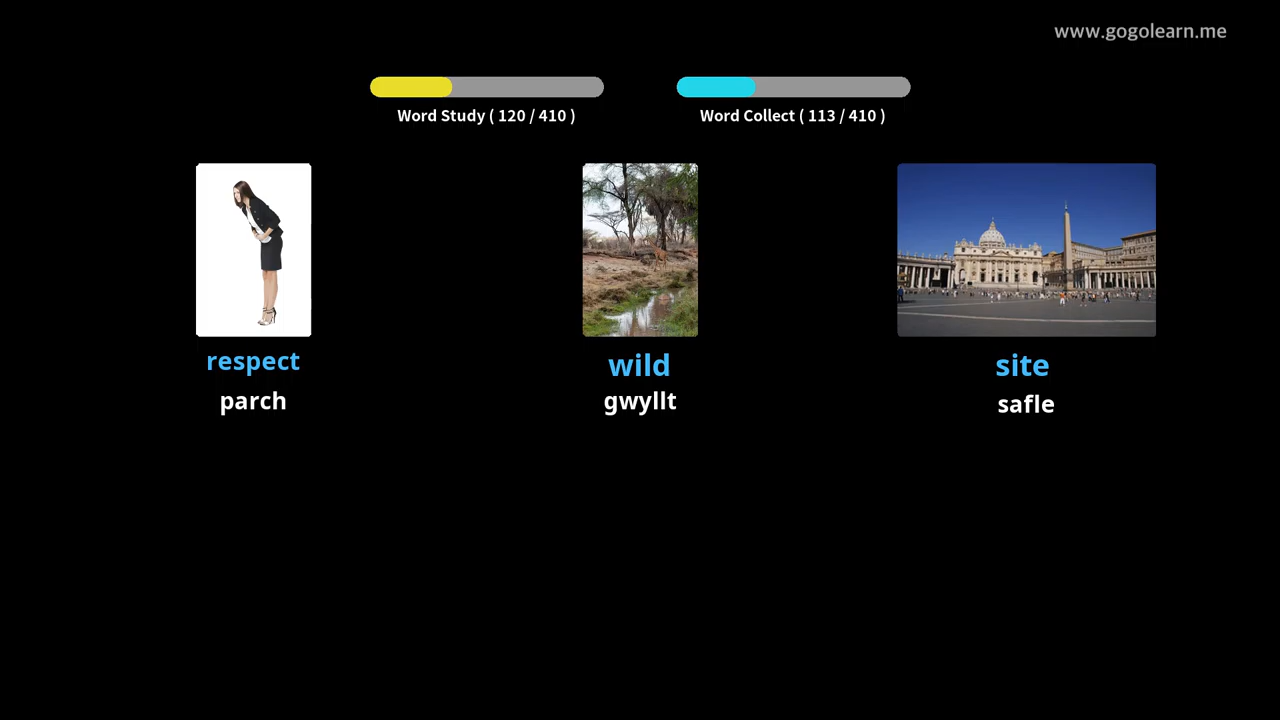 www.gogolearn.me
Word Study ( 120 / 410 )
Word Collect ( 113 / 410 )
respect
parch
wild
gwyllt
site
safle